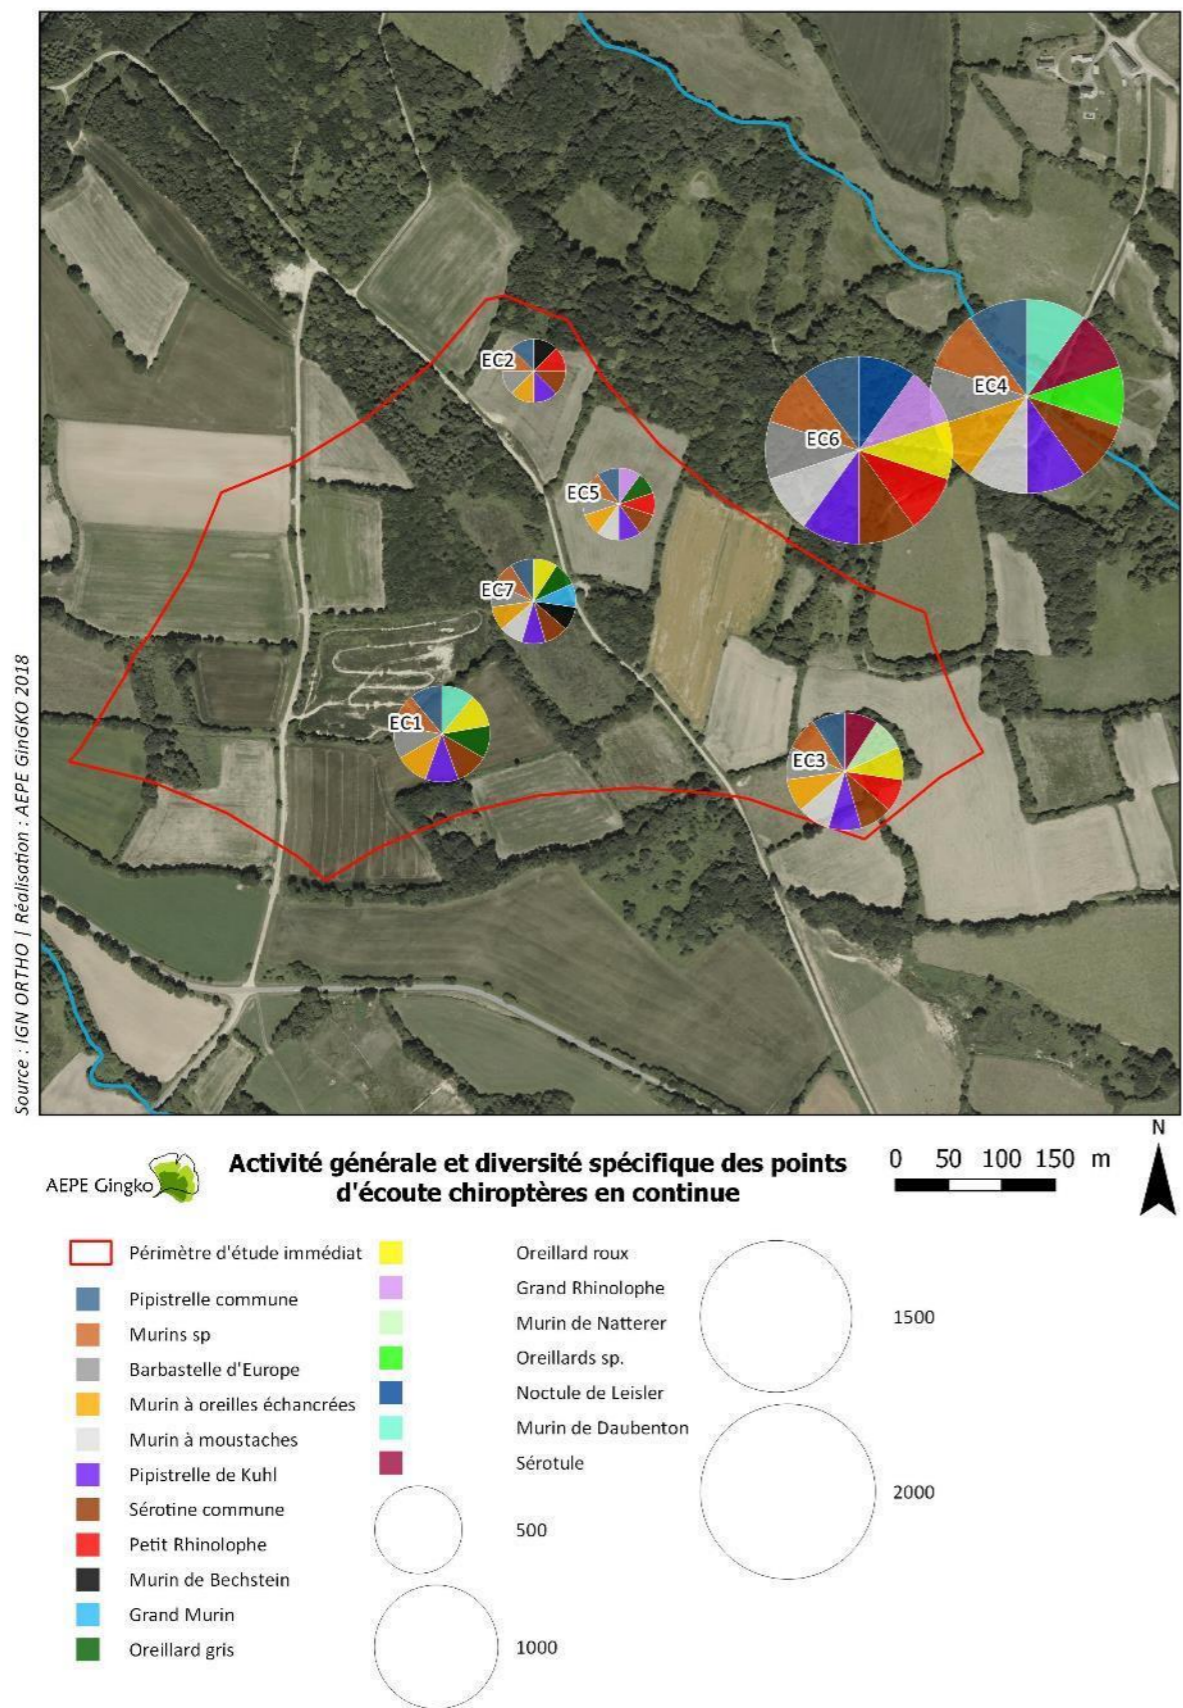 EC2
EC4
EC6
EC5
EC7
EC1
EC3
Source : IGN ORTHO | Réalisation : AEPE GinGKO 2018
AEPE Gingko
Activité générale et diversité spécifique des points
d'écoute chiroptères en continue
0 50 100 150 m
N
Périmètre d'étude immédiat
Pipistrelle commune
Murins sp
Barbastelle d'Europe
Murin à oreilles échancrées
Murin à moustaches
Pipistrelle de Kuhl
Sérotine commune
Petit Rhinolophe
Murin de Bechstein
Grand Murin
Oreillard gris
Oreillard roux
Grand Rhinolophe
Murin de Natterer
Oreillards sp.
Noctule de Leisler
Murin de Daubenton
Sérotule
500
1000
1500
2000